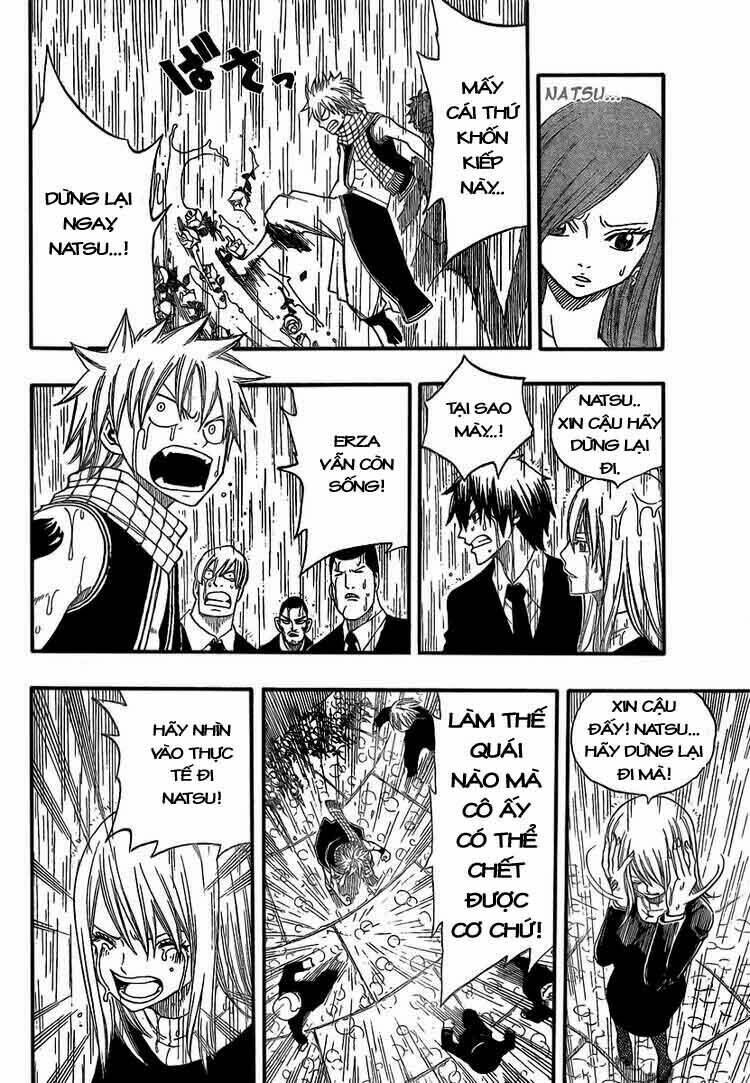 NATSU...
MẤY
CÁI THỨ
KHỐN
KIẾP
NÀY..
ばさっ
DỪNG LẠI
NGAY,
NATSU...!
NATSU..
XIN CẬU HÃY
DỪNG LẠI
ĐI.
TẠI SAO
MÀY..!
ERZA
VẪN CÒN
SỐNG!
XIN CẬU
ĐẤY! NATSU...
HÃY DỪNG LẠI
ĐI MÀ!
LÀM THẾ
QUÁI
NÀO MÀ
CÔ ẤY
CÓ THỂ
CHẾT
ĐƯỢC
CƠ CHỨ!
HÃY NHÌN
VÀO THỰC
TẾ ĐI
NATSU!